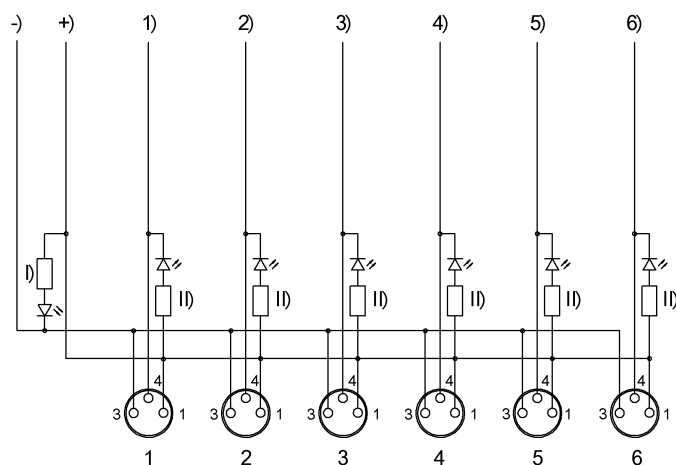 -) +) 1) 2) 3) 4) 5) 6)
I) II) II) II) II) II) II)
4 4 4 4 4 4
3 1 3 1 3 1 3 1 3 1 3 1
1 2 3 4 5 6